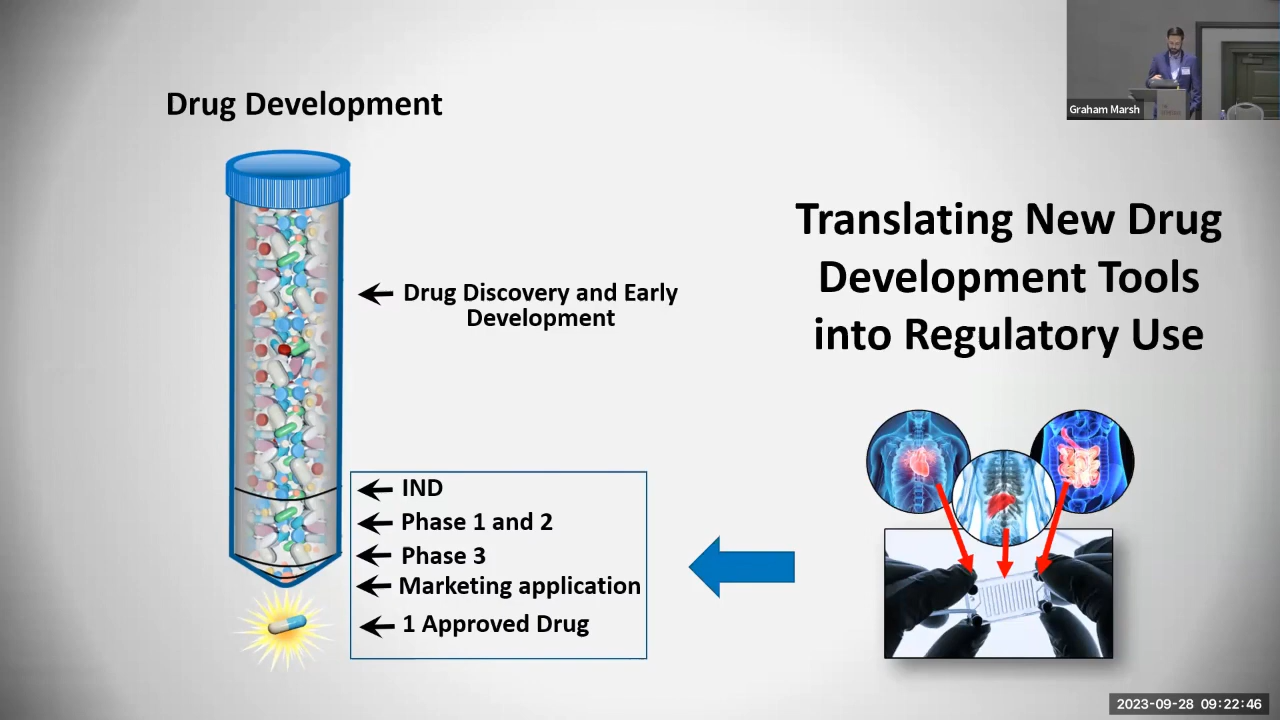 Graham Marsh
Drug Development
Drug Discovery and Early
Development
IND
Phase 1 and 2
Phase 3
Marketing application
1 Approved Drug
Translating New Drug
Development Tools
into Regulatory Use
2023-09-28 09:22:46